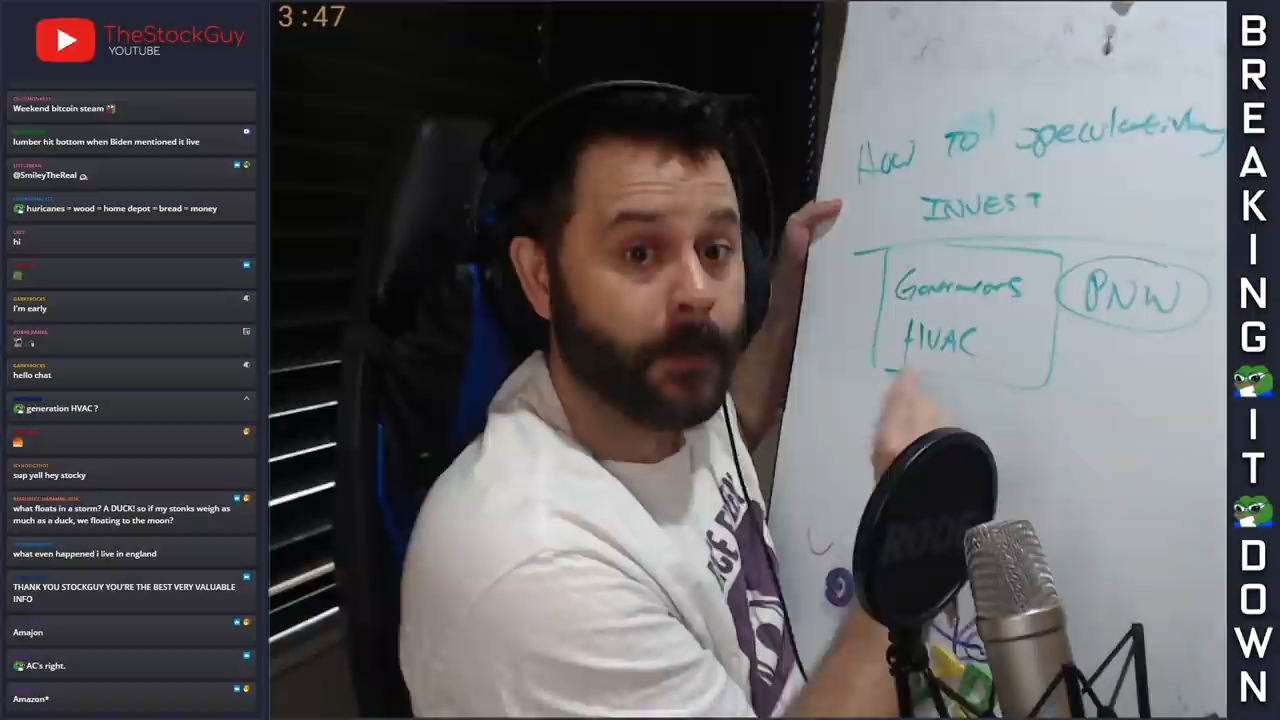 3:47
TheStockGuy
YOUTUBE
Weekend bitcoin steam
lumber hit bottom when Biden mentioned it live
@SmileyTheReal
huricanes = wood = home depot = bread = money
hi
I'm early
hello chat
generation HVAC ?
sup yall hey stocky
what floats in a storm? A DUCK! so if my stonks weigh as
much as a duck, we floating to the moon?
what even happened i live in england
THANK YOU STOCKGUY YOU'RE THE BEST VERY VALUABLE
INFO
Amajon
AC's right.
Amazon*
How TO speculatively
INVEST
Generators
HVAC
PNW
RODE
BREAKING IT DOWN